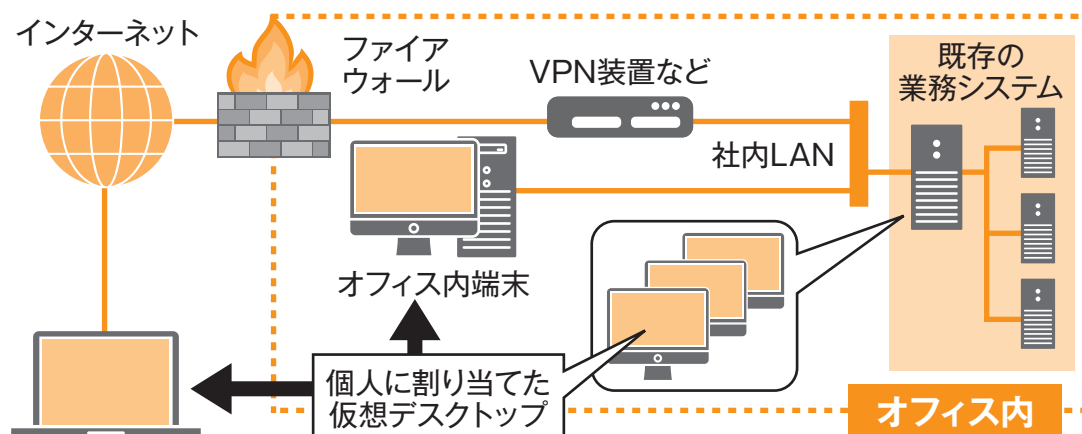 インターネット
ファイア
ウォール
VPN装置など
既存の
業務システム
社内LAN
オフィス内端末
個人に割り当てた
仮想デスクトップ
オフィス内